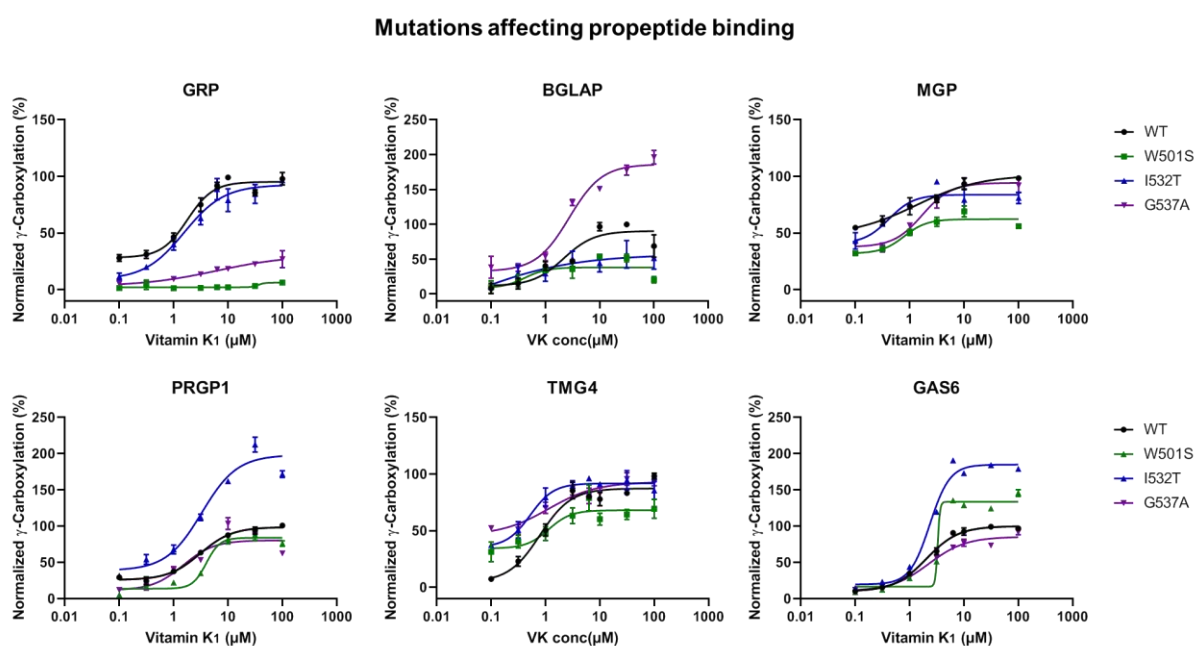 Mutations affecting propeptide binding
GRP
Normalized γ-Carboxylation (%)
150
100
50
0
0.01 0.1 1 10 100 1000
Vitamin K1 (μM)
BGLAP
Normalized γ-Carboxylation (%)
250
200
150
100
50
0
0.01 0.1 1 10 100 1000
VK conc(μM)
MGP
Normalized γ-Carboxylation (%)
150
100
50
0
0.01 0.1 1 10 100 1000
Vitamin K1 (μM)
WT
W501S
I532T
G537A
PRGP1
Normalized γ-Carboxylation (%)
250
200
150
100
50
0
0.01 0.1 1 10 100 1000
Vitamin K1 (μM)
TMG4
Normalized γ-Carboxylation (%)
150
100
50
0
0.01 0.1 1 10 100 1000
VK conc(μM)
GAS6
Normalized γ-Carboxylation (%)
250
200
150
100
50
0
0.01 0.1 1 10 100 1000
Vitamin K1 (μM)
WT
W501S
I532T
G537A